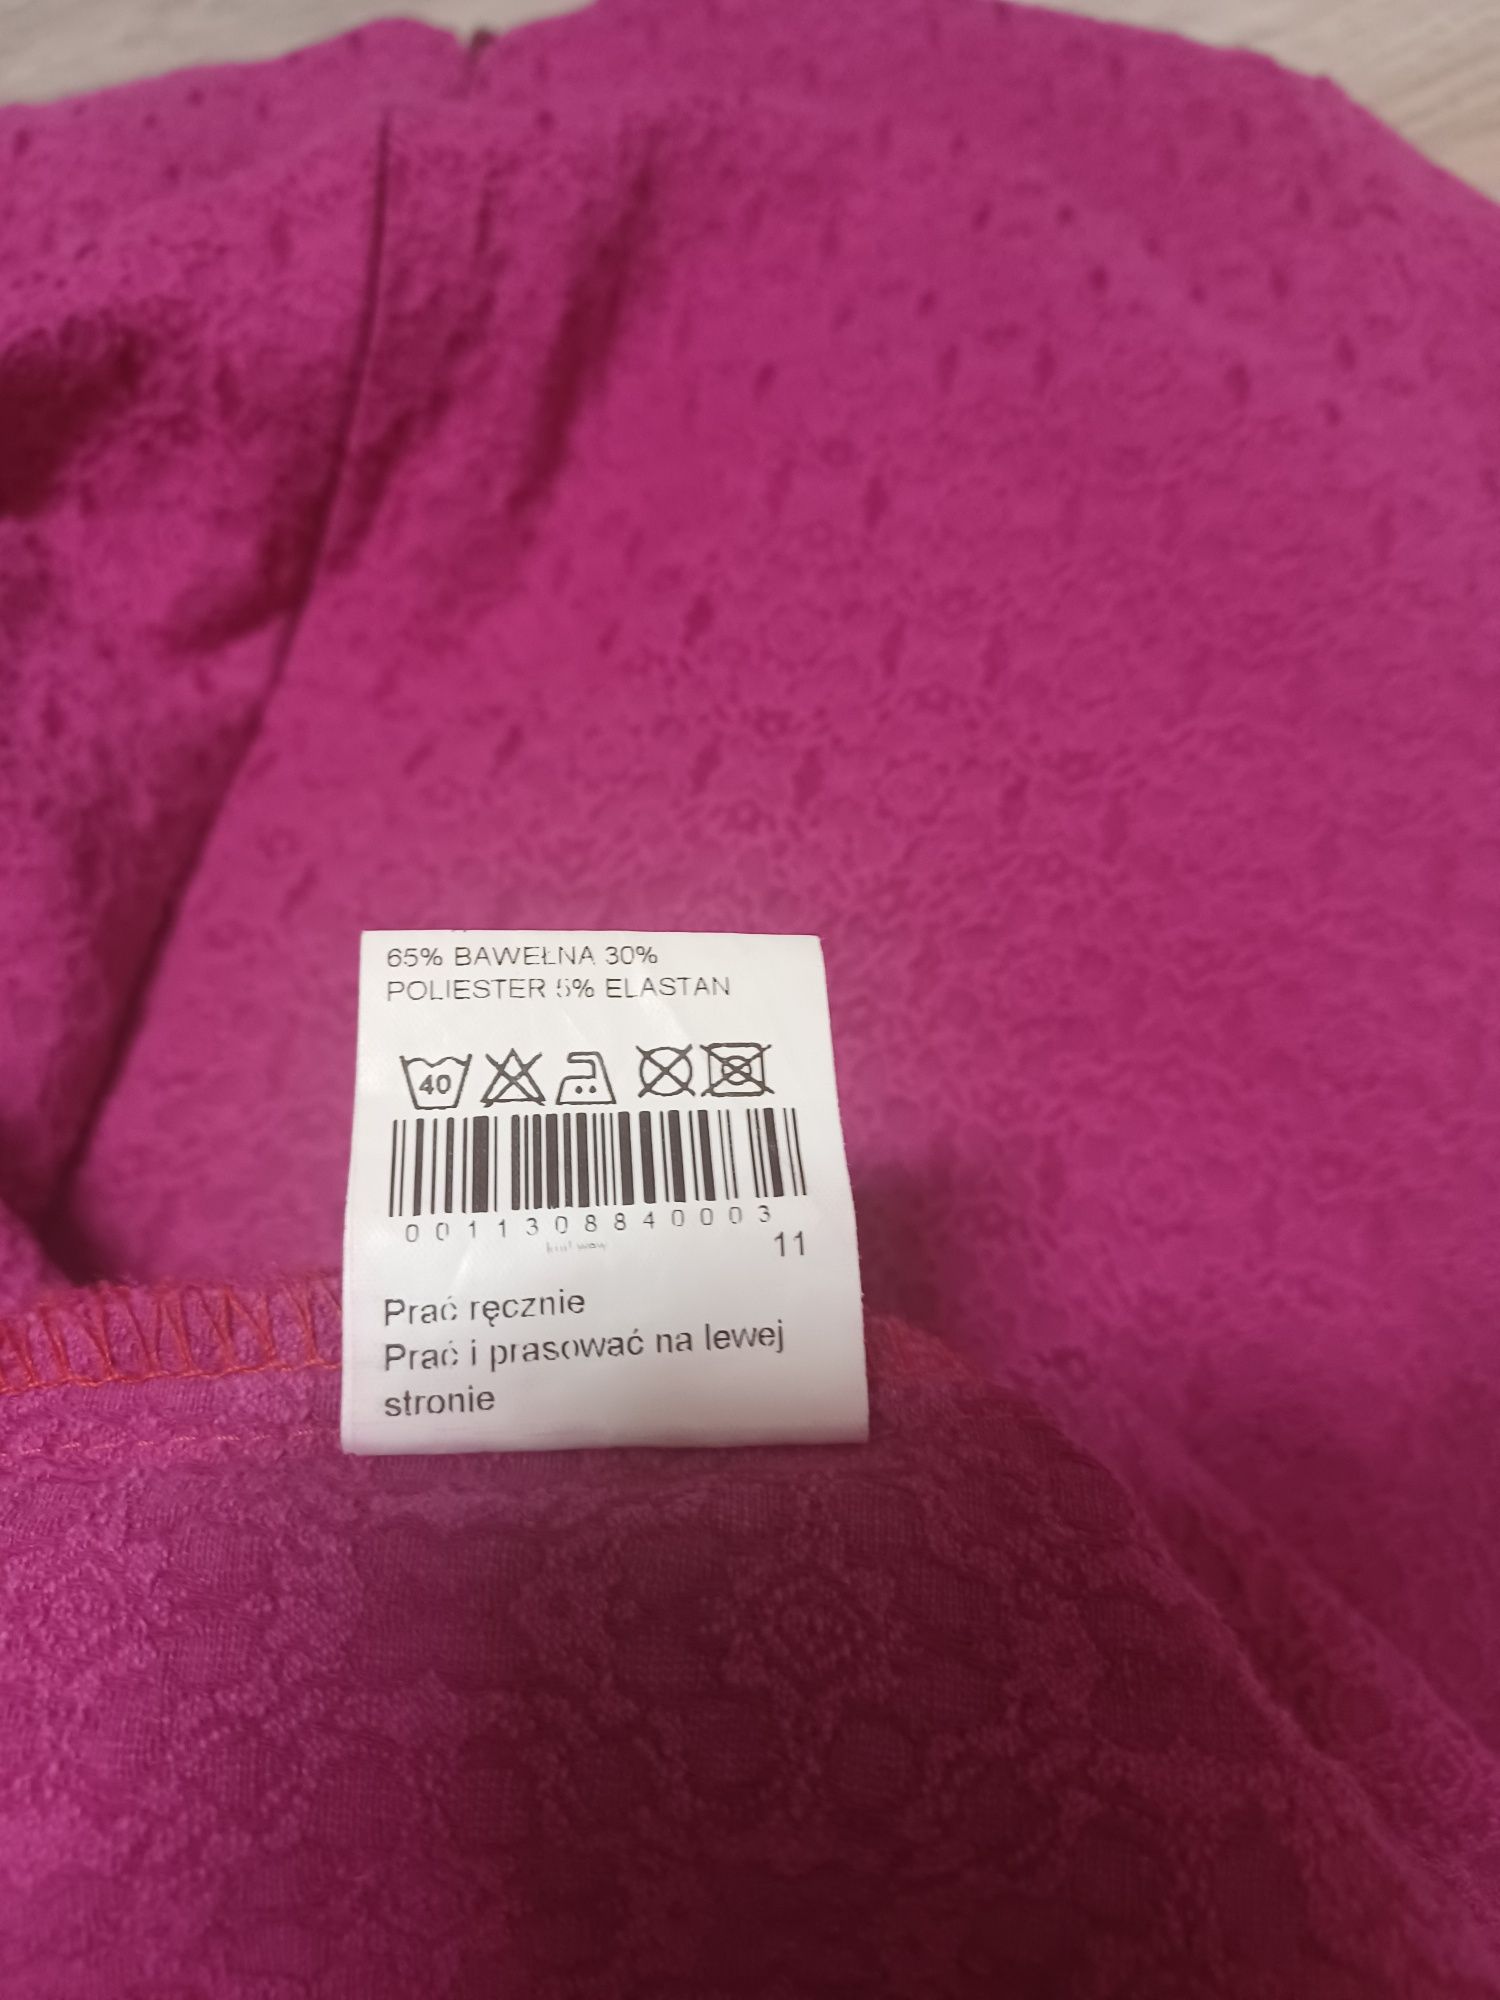 65% BAWEŁNA 30%
POLIESTER 5% ELASTAN
40
0011308840003
11
Prać ręcznie
Prać i prasować na lewej
stronie